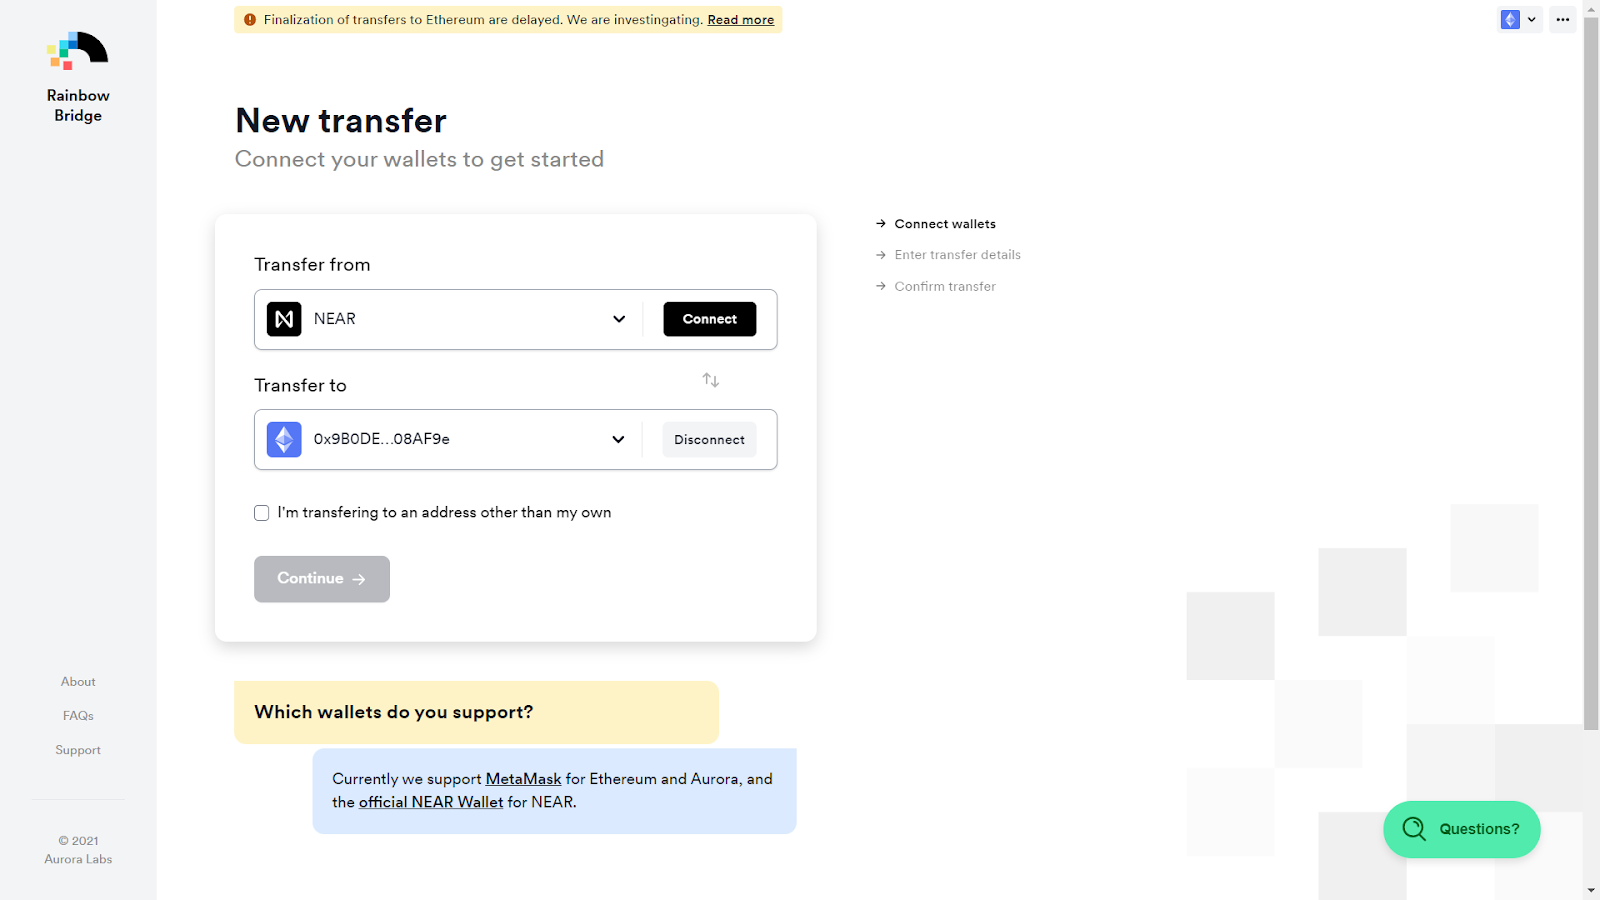 Finalization of transfers to Ethereum are delayed. We are investingating. Read more
Rainbow
Bridge
New transfer
Connect your wallets to get started
Transfer from
NEAR
Connect
Transfer to
0x9B0DE...08AF9e
Disconnect
I'm transfering to an address other than my own
Continue →
→ Connect wallets
→ Enter transfer details
→ Confirm transfer
Which wallets do you support?
Currently we support MetaMask for Ethereum and Aurora, and
the official NEAR Wallet for NEAR.
About
FAQs
Support
© 2021
Aurora Labs
Questions?